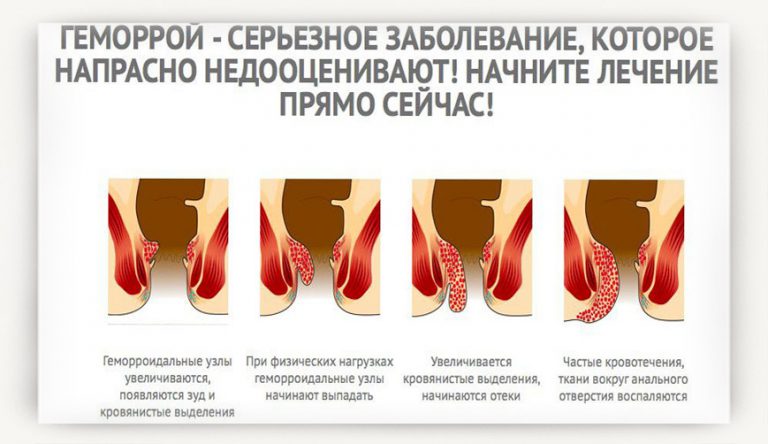 ГЕМОРРОЙ - СЕРЬЕЗНОЕ ЗАБОЛЕВАНИЕ, КОТОРОЕ
НАПРАСНО НЕДООЦЕНИВАЮТ! НАЧНИТЕ ЛЕЧЕНИЕ
ПРЯМО СЕЙЧАС!
Геморроидальные узлы
увеличиваются,
появляются зуд и
кровянистые выделения
При физических нагрузках
геморроидальные узлы
начинают выпадать
Увеличивается
кровянистые выделения,
начинаются отеки
Частые кровотечения,
ткани вокруг анального
отверстия воспаляются